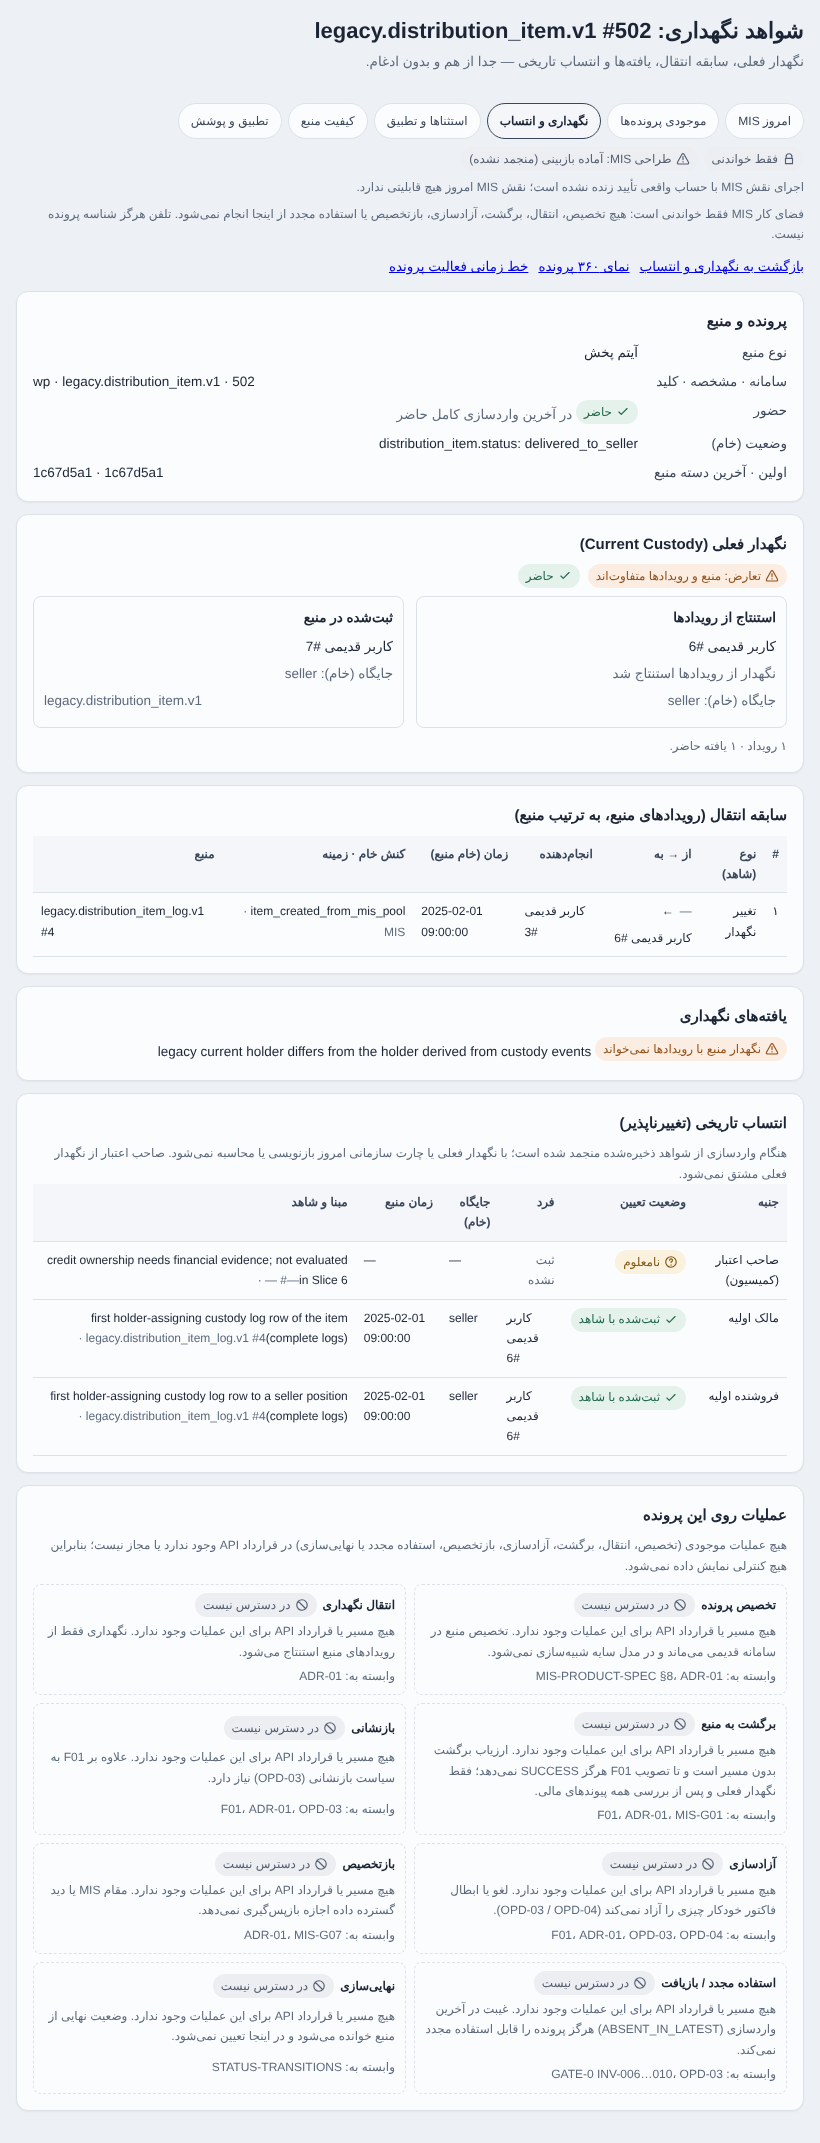 شواهد نگهداری: legacy.distribution_item.v1 #502
نگهدار فعلی، سابقه انتقال، یافته‌ها و انتساب تاریخی — جدا از هم و بدون ادغام.
امروز MIS
موجودی پرونده‌ها
نگهداری و انتساب
استثناها و تطبیق
کیفیت منبع
تطبیق و پوشش
فقط خواندنی
طراحی MIS: آماده بازبینی (منجمد نشده)
اجرای نقش MIS با حساب واقعی تأیید زنده نشده است؛ نقش MIS امروز هیچ قابلیتی ندارد.
فضای کار MIS فقط خواندنی است: هیچ تخصیص، انتقال، برگشت، آزادسازی، بازتخصیص یا استفاده مجدد از اینجا انجام نمی‌شود. تلفن هرگز شناسه پرونده
نیست.
بازگشت به نگهداری و انتساب
نمای ۳۶۰ پرونده
خط زمانی فعالیت پرونده
پرونده و منبع
نوع منبع
آیتم پخش
سامانه · مشخصه · کلید
wp · legacy.distribution_item.v1 · 502
حضور
حاضر در آخرین واردسازی کامل حاضر
وضعیت (خام)
distribution_item.status: delivered_to_seller
اولین · آخرین دسته منبع
1c67d5a1 · 1c67d5a1
نگهدار فعلی (Current Custody)
تعارض: منبع و رویدادها متفاوت‌اند
حاضر
استنتاج از رویدادها
کاربر قدیمی #6
نگهدار از رویدادها استنتاج شد
جایگاه (خام): seller
ثبت‌شده در منبع
کاربر قدیمی #7
جایگاه (خام): seller
legacy.distribution_item.v1
۱ رویداد · ۱ یافته حاضر.
سابقه انتقال (رویدادهای منبع، به ترتیب منبع)
#
نوع
(شاهد)
از → به
انجام‌دهنده
زمان (خام منبع)
کنش خام · زمینه
منبع
۱
تغییر
نگهدار
— ←
کاربر قدیمی #6
کاربر قدیمی
#3
2025-02-01
09:00:00
item_created_from_mis_pool ·
MIS
legacy.distribution_item_log.v1
#4
یافته‌های نگهداری
نگهدار منبع با رویدادها نمی‌خواند legacy current holder differs from the holder derived from custody events
انتساب تاریخی (تغییرناپذیر)
هنگام واردسازی از شواهد ذخیره‌شده منجمد شده است؛ با نگهدار فعلی یا چارت سازمانی امروز بازنویسی یا محاسبه نمی‌شود. صاحب اعتبار از نگهدار
فعلی مشتق نمی‌شود.
جنبه
وضعیت تعیین
فرد
جایگاه
(خام)
زمان منبع
مبنا و شاهد
صاحب اعتبار
(کمیسیون)
نامعلوم
ثبت
نشده
—
—
credit ownership needs financial evidence; not evaluated
in Slice 6—# — ·
مالک اولیه
ثبت‌شده با شاهد
کاربر
قدیمی
#6
seller
2025-02-01
09:00:00
first holder-assigning custody log row of the item
(complete logs)legacy.distribution_item_log.v1 #4 ·
فروشنده اولیه
ثبت‌شده با شاهد
کاربر
قدیمی
#6
seller
2025-02-01
09:00:00
first holder-assigning custody log row to a seller position
(complete logs)legacy.distribution_item_log.v1 #4 ·
عملیات روی این پرونده
هیچ عملیات موجودی (تخصیص، انتقال، برگشت، آزادسازی، بازتخصیص، استفاده مجدد یا نهایی‌سازی) در قرارداد API وجود ندارد یا مجاز نیست؛ بنابراین
هیچ کنترلی نمایش داده نمی‌شود.
تخصیص پرونده
در دسترس نیست
هیچ مسیر یا قرارداد API برای این عملیات وجود ندارد. تخصیص منبع در
سامانه قدیمی می‌ماند و در مدل سایه شبیه‌سازی نمی‌شود.
وابسته به: MIS-PRODUCT-SPEC §8، ADR-01
انتقال نگهداری
در دسترس نیست
هیچ مسیر یا قرارداد API برای این عملیات وجود ندارد. نگهداری فقط از
رویدادهای منبع استنتاج می‌شود.
وابسته به: ADR-01
برگشت به منبع
در دسترس نیست
هیچ مسیر یا قرارداد API برای این عملیات وجود ندارد. ارزیاب برگشت
بدون مسیر است و تا تصویب F01 هرگز SUCCESS نمی‌دهد؛ فقط
نگهدار فعلی و پس از بررسی همه پیوندهای مالی.
وابسته به: F01، ADR-01، MIS-G01
بازنشانی
در دسترس نیست
هیچ مسیر یا قرارداد API برای این عملیات وجود ندارد. علاوه بر F01 به
سیاست بازنشانی (OPD-03) نیاز دارد.
وابسته به: F01، ADR-01، OPD-03
آزادسازی
در دسترس نیست
هیچ مسیر یا قرارداد API برای این عملیات وجود ندارد. لغو یا ابطال
فاکتور خودکار چیزی را آزاد نمی‌کند (OPD-03 / OPD-04).
وابسته به: F01، ADR-01، OPD-03، OPD-04
بازتخصیص
در دسترس نیست
هیچ مسیر یا قرارداد API برای این عملیات وجود ندارد. مقام MIS یا دید
گسترده داده اجازه بازپس‌گیری نمی‌دهد.
وابسته به: ADR-01، MIS-G07
استفاده مجدد / بازیافت
در دسترس نیست
هیچ مسیر یا قرارداد API برای این عملیات وجود ندارد. غیبت در آخرین
واردسازی (ABSENT_IN_LATEST) هرگز پرونده را قابل استفاده مجدد
نمی‌کند.
وابسته به: GATE-0 INV-006…010، OPD-03
نهایی‌سازی
در دسترس نیست
هیچ مسیر یا قرارداد API برای این عملیات وجود ندارد. وضعیت نهایی از
منبع خوانده می‌شود و در اینجا تعیین نمی‌شود.
وابسته به: STATUS-TRANSITIONS